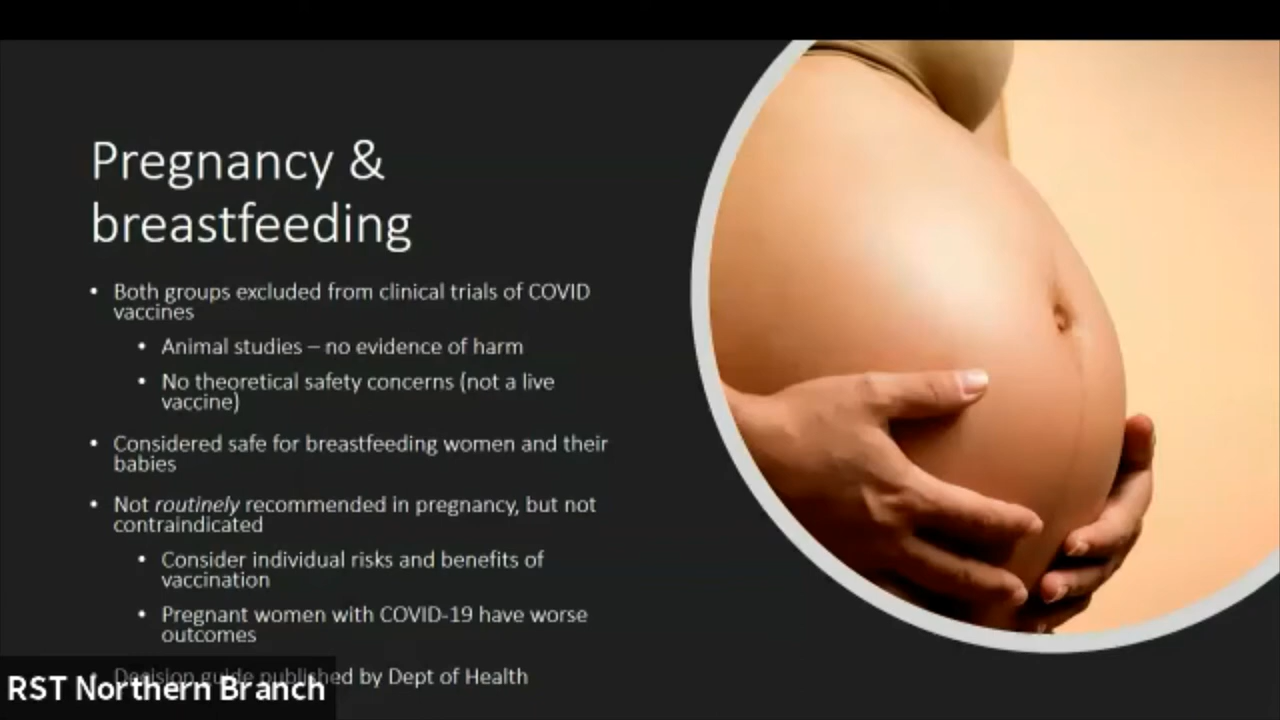 Pregnancy &
breastfeeding
• Both groups excluded from clinical trials of COVID
vaccines
• Animal studies – no evidence of harm
• No theoretical safety concerns (not a live
vaccine)
• Considered safe for breastfeeding women and their
babies
• Not routinely recommended in pregnancy, but not
contraindicated
• Consider individual risks and benefits of
vaccination
• Pregnant women with COVID-19 have worse
outcomes
• Decision guide published by Dept of Health
RST Northern Branch